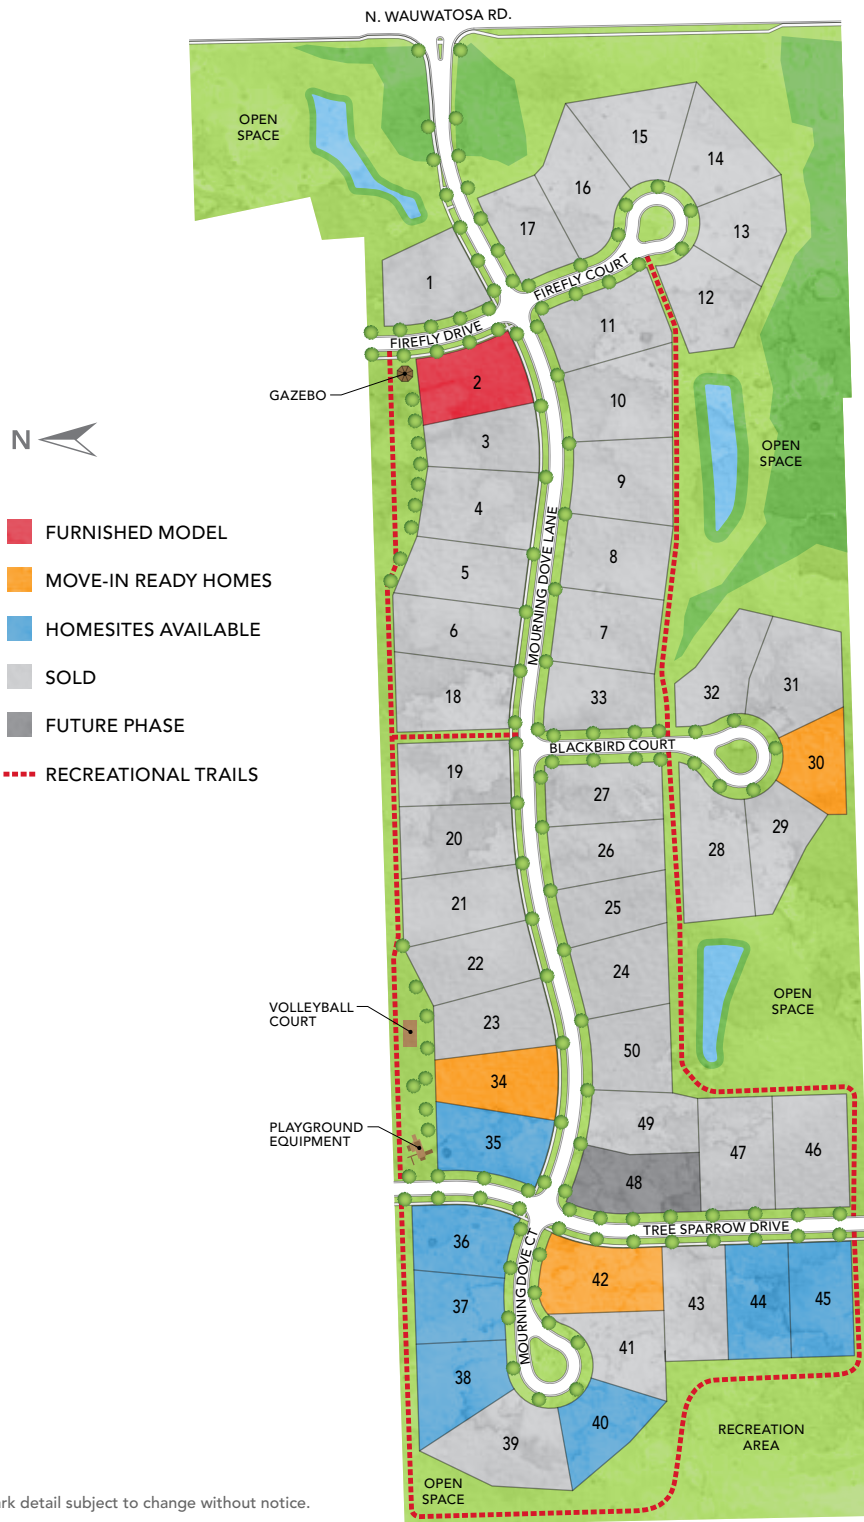 N. WAUWATOSA RD.
OPEN
SPACE
15
14
16
17
13
1
FIREFLY COURT
12
FIREFLY DRIVE
11
2
GAZEBO
10
N
3
OPEN
SPACE
9
4
FURNISHED MODEL
MOURNING DOVE LANE
8
5
MOVE-IN READY HOMES
6
7
HOMESITES AVAILABLE
SOLD
18
33
32
31
FUTURE PHASE
BLACKBIRD COURT
30
RECREATIONAL TRAILS
19
27
20
26
28
29
21
25
22
24
OPEN
SPACE
VOLLEYBALL
COURT
23
50
34
49
PLAYGROUND
EQUIPMENT
35
47
46
48
36
TREE SPARROW DRIVE
MOURNING DOVE CT
42
37
43
44
45
41
38
40
39
RECREATION
AREA
OPEN
SPACE
rk detail subject to change without notice.